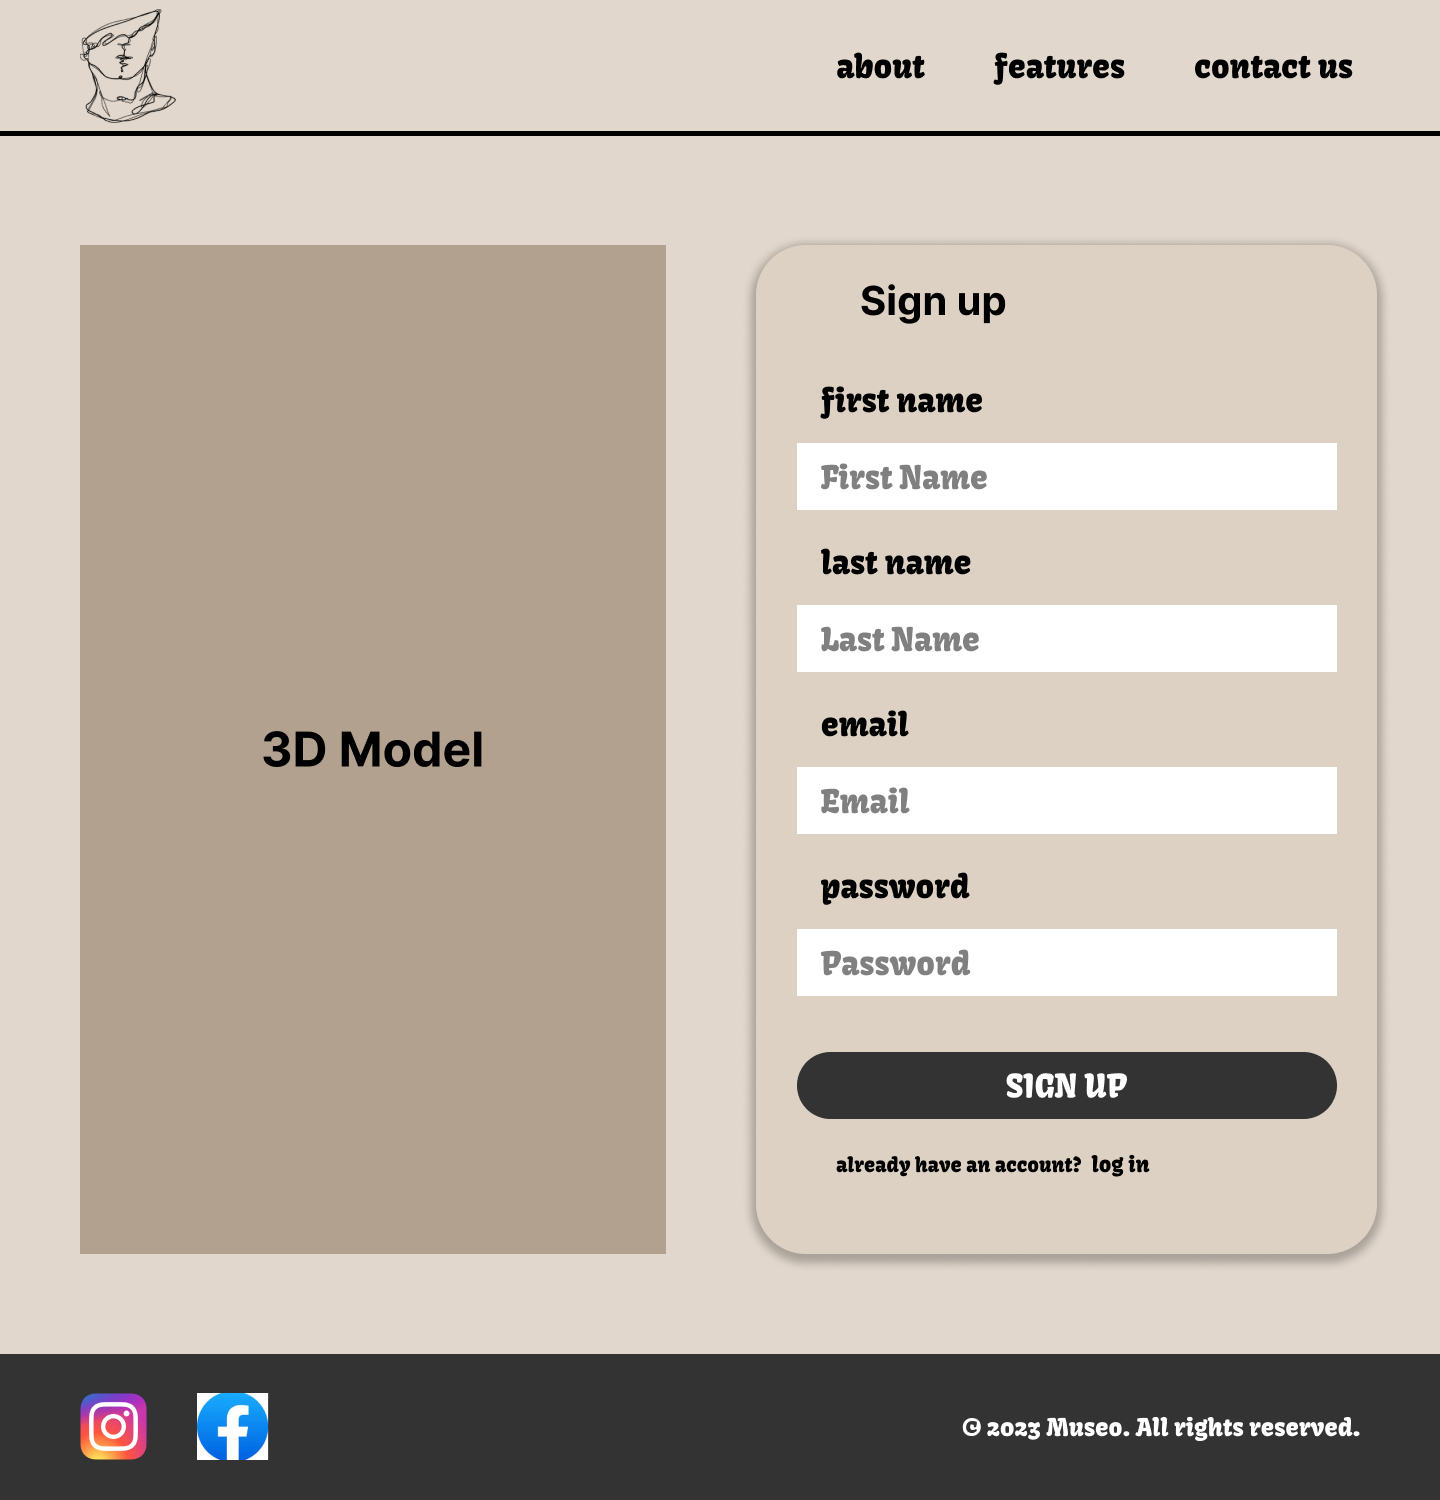 about features contact us
3D Model
Sign up
first name
First Name
last name
Last Name
email
Email
password
Password
SIGN UP
already have an account? log in
© 2023 Museo. All rights reserved.